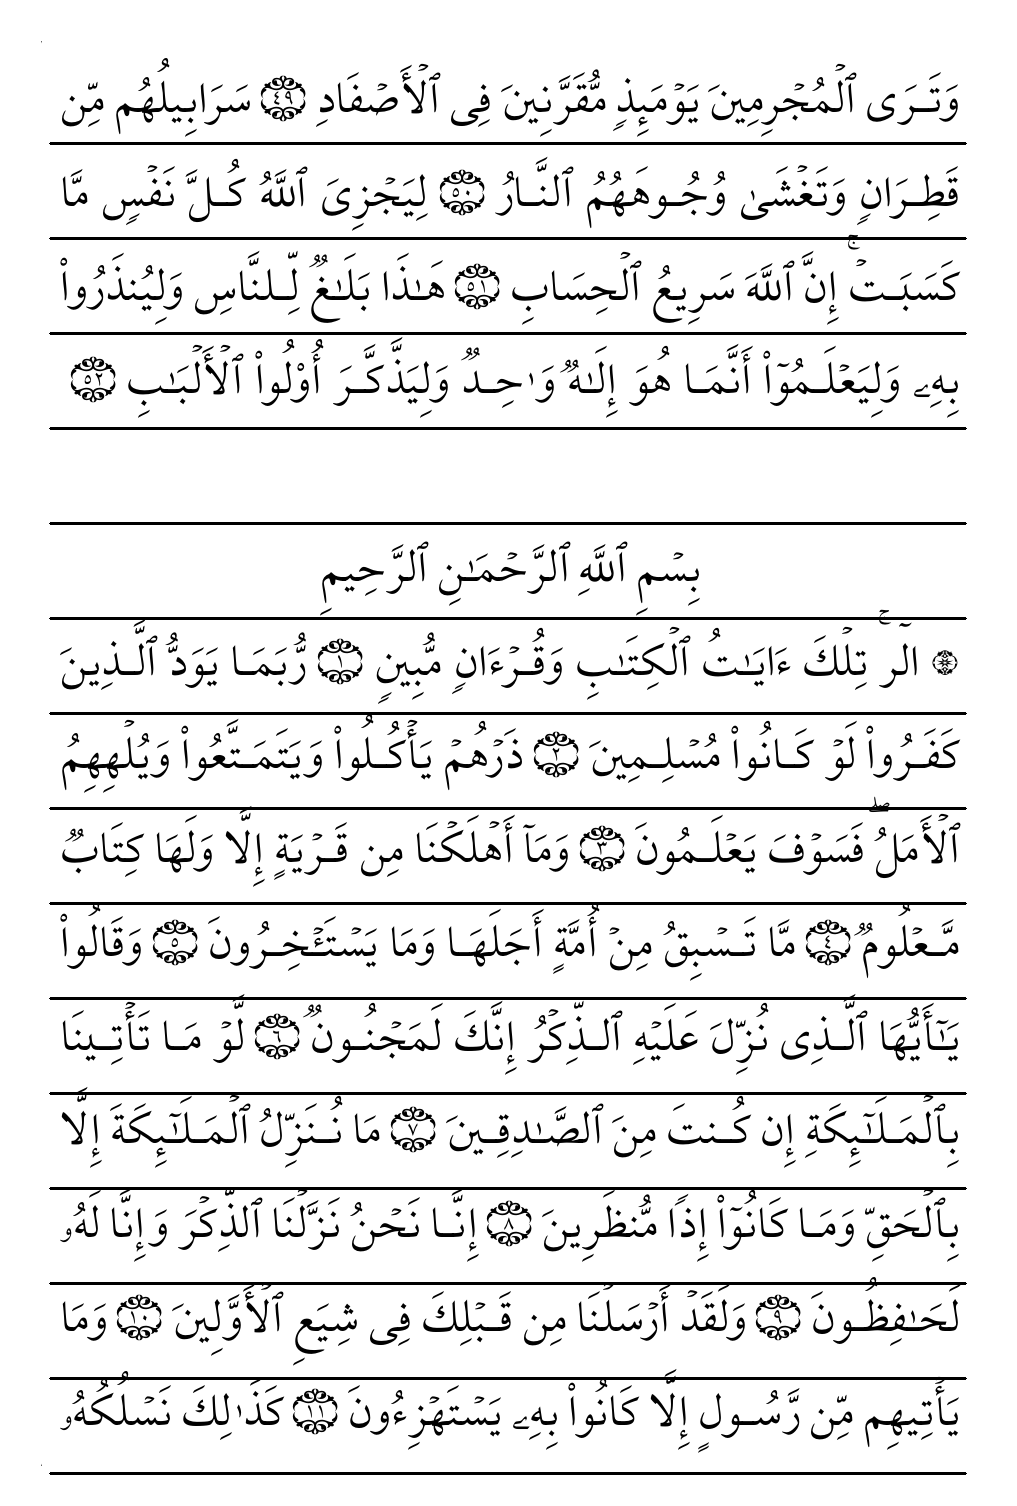 وَتَرَى ٱلْمُجْرِمِينَ يَوْمَئِذٍ مُّقَرَّنِينَ فِى ٱلْأَصْفَادِ ٤٩ سَرَابِيلُهُم مِّن
قَطِرَانٍ وَتَغْشَىٰ وُجُوهَهُمُ ٱلنَّارُ ٥٠ لِيَجْزِىَ ٱللَّهُ كُلَّ نَفْسٍ مَّا
كَسَبَتْ ۚ إِنَّ ٱللَّهَ سَرِيعُ ٱلْحِسَابِ ٥١ هَـٰذَا بَلَـٰغٌ لِّلنَّاسِ وَلِيُنذَرُوا۟
بِهِۦ وَلِيَعْلَمُوٓا۟ أَنَّمَا هُوَ إِلَـٰهٌ وَٰحِدٌ وَلِيَذَّكَّرَ أُو۟لُوا۟ ٱلْأَلْبَـٰبِ ٥٢
بِسْمِ ٱللَّهِ ٱلرَّحْمَـٰنِ ٱلرَّحِيمِ
۞ الٓر ۚ تِلْكَ ءَايَـٰتُ ٱلْكِتَـٰبِ وَقُرْءَانٍ مُّبِينٍ ١ رُّبَمَا يَوَدُّ ٱلَّذِينَ
كَفَرُوا۟ لَوْ كَانُوا۟ مُسْلِمِينَ ٢ ذَرْهُمْ يَأْكُلُوا۟ وَيَتَمَتَّعُوا۟ وَيُلْهِهِمُ
ٱلْأَمَلُ ۖ فَسَوْفَ يَعْلَمُونَ ٣ وَمَآ أَهْلَكْنَا مِن قَرْيَةٍ إِلَّا وَلَهَا كِتَابٌ
مَّعْلُومٌ ٤ مَّا تَسْبِقُ مِنْ أُمَّةٍ أَجَلَهَا وَمَا يَسْتَـْٔخِرُونَ ٥ وَقَالُوا۟
يَـٰٓأَيُّهَا ٱلَّذِى نُزِّلَ عَلَيْهِ ٱلذِّكْرُ إِنَّكَ لَمَجْنُونٌ ٦ لَّوْ مَا تَأْتِينَا
بِٱلْمَلَـٰٓئِكَةِ إِن كُنتَ مِنَ ٱلصَّـٰدِقِينَ ٧ مَا نُنَزِّلُ ٱلْمَلَـٰٓئِكَةَ إِلَّا
بِٱلْحَقِّ وَمَا كَانُوٓا۟ إِذًا مُّنظَرِينَ ٨ إِنَّا نَحْنُ نَزَّلْنَا ٱلذِّكْرَ وَإِنَّا لَهُۥ
لَحَـٰفِظُونَ ٩ وَلَقَدْ أَرْسَلْنَا مِن قَبْلِكَ فِى شِيَعِ ٱلْأَوَّلِينَ ١٠ وَمَا
يَأْتِيهِم مِّن رَّسُولٍ إِلَّا كَانُوا۟ بِهِۦ يَسْتَهْزِءُونَ ١١ كَذَٰلِكَ نَسْلُكُهُۥ